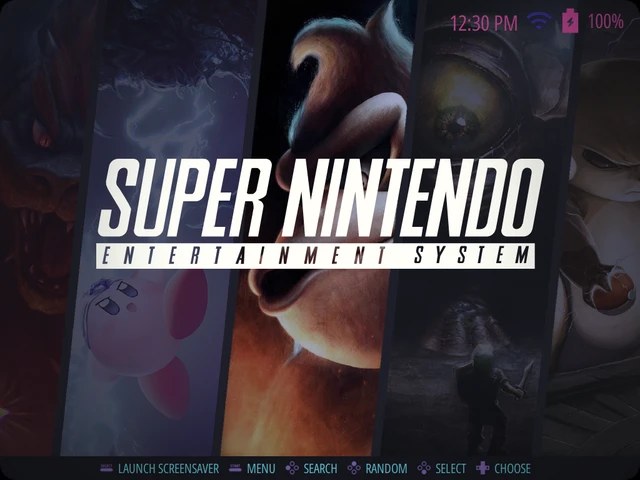 12:30 PM 100%
SUPER NINTENDO
ENTERTAINMENT SYSTEM
LAUNCH SCREENSAVER MENU SEARCH RANDOM SELECT CHOOSE